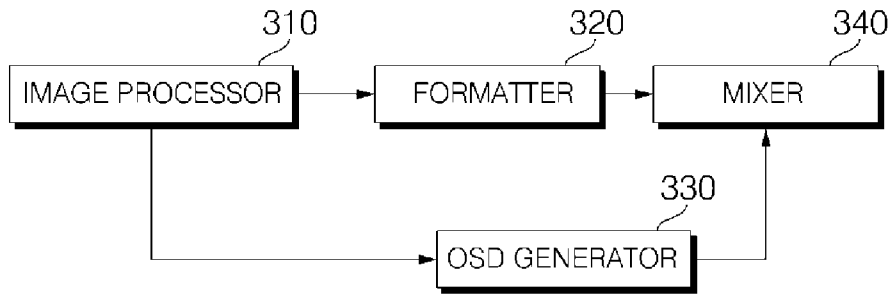 310
320
340
IMAGE PROCESSOR
FORMATTER
MIXER
330
OSD GENERATOR